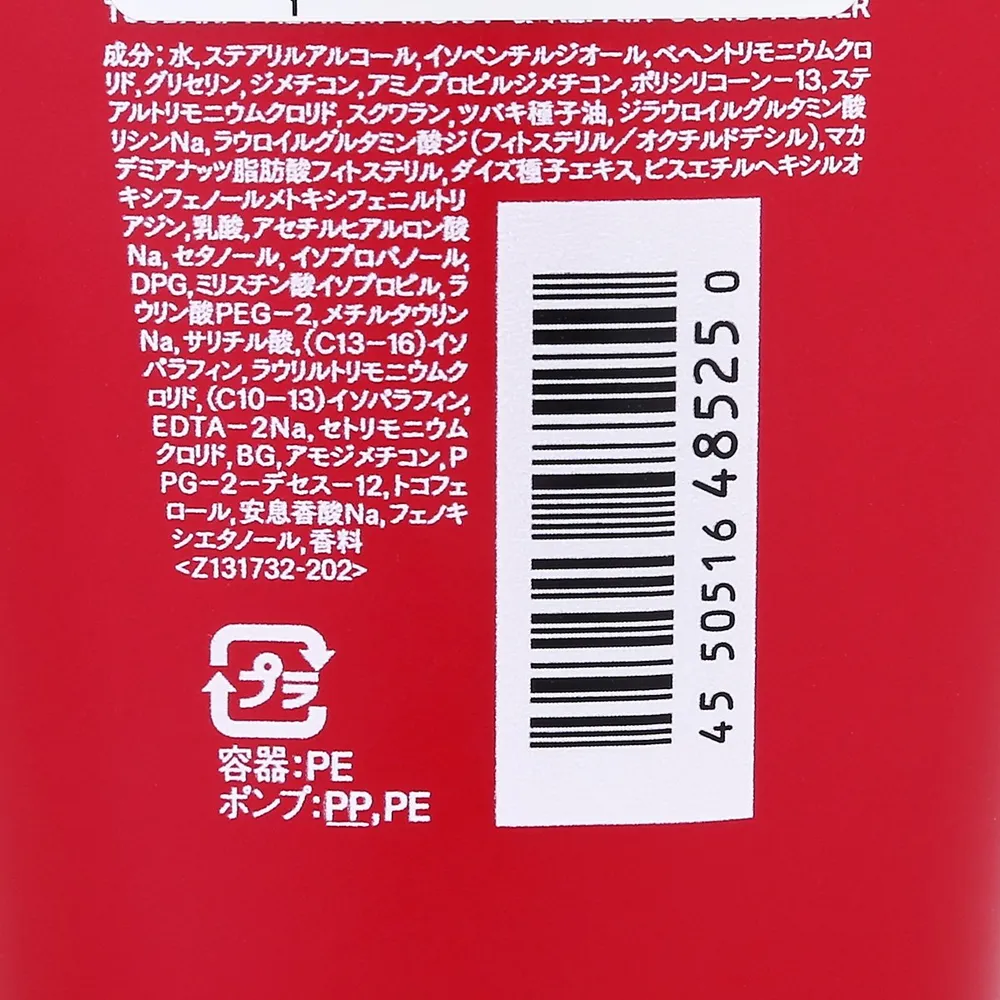 & REPAIR CONDITIONER
成分:水,ステアリルアルコール,イソペンチルジオール,ベヘントリモニウムクロ
リド,グリセリン,ジメチコン,アミノプロピルジメチコン,ポリシリコーン-13,ステ
アルトリモニウムクロリド,スクワラン,ツバキ種子油,ジラウロイルグルタミン酸
リシンNa,ラウロイルグルタミン酸ジ(フィトステリル/オクチルドデシル),マカ
デミアナッツ脂肪酸フィトステリル,ダイズ種子エキス,ビスエチルヘキシルオ
キシフェノールメトキシフェニルトリ
アジン,乳酸,アセチルヒアルロン酸
Na,セタノール,イソプロパノール,
DPG,ミリスチン酸イソプロピル,ラ
ウリン酸PEG-2,メチルタウリン
Na,サリチル酸,(C13-16)イソ
パラフィン,ラウリルトリモニウムク
ロリド,(C10-13)イソパラフィン,
EDTA-2Na,セトリモニウム
クロリド,BG,アモジメチコン,P
PG-2-デセス-12,トコフェ
ロール,安息香酸Na,フェノキ
シエタノール,香料
<Z131732-202>
プラ
容器:PE
ポンプ:PP,PE
45 50516 48525 0